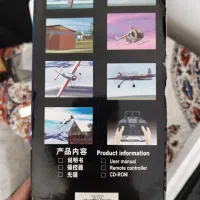 产品内容 Product information
□ 说明书 □ User manual
□ 摇控器 □ Remote controller
□ 光碟 □ CD-ROM